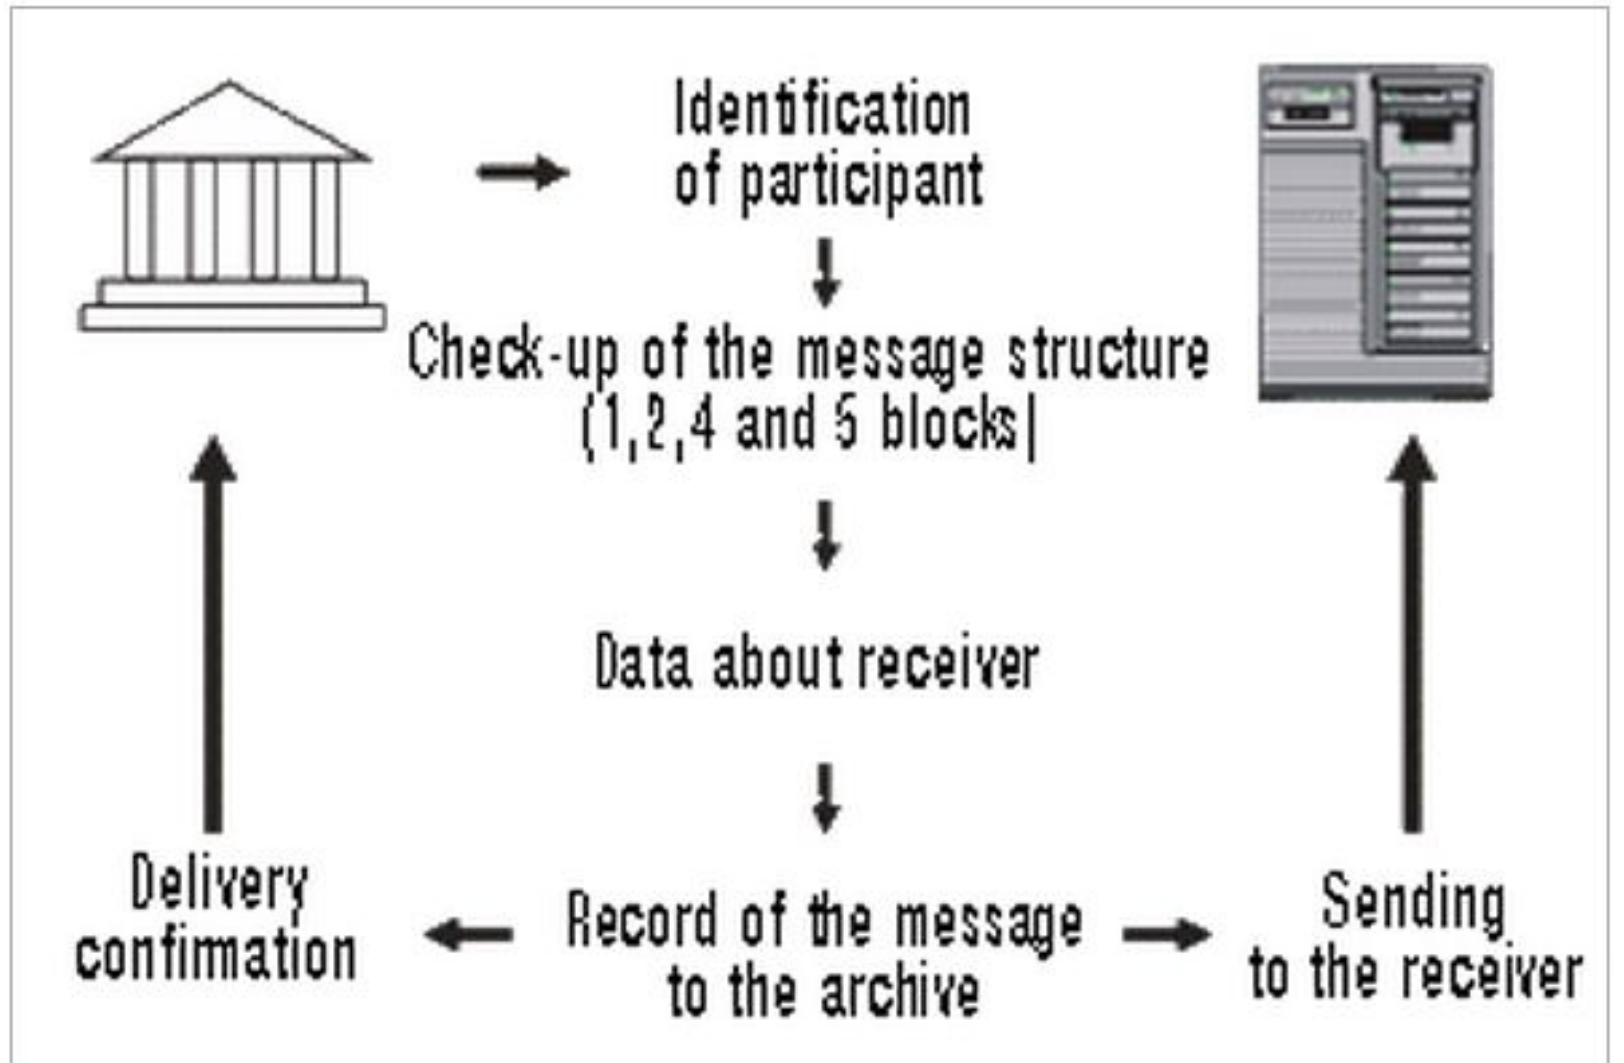 Identification
of participant
Check-up of the message structure
(1,2,4 and 5 blocks)
Data about receiver
Delivery
confirmation
Record of the message
to the archive
Sending
to the receiver